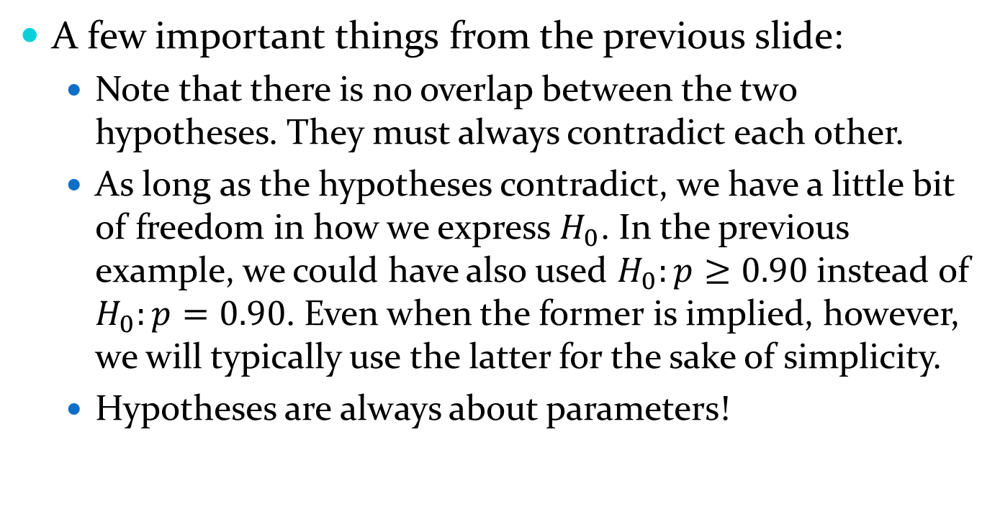 • A few important things from the previous slide:
• Note that there is no overlap between the two
hypotheses. They must always contradict each other.
• As long as the hypotheses contradict, we have a little bit
of freedom in how we express H₀. In the previous
example, we could have also used H₀: p ≥ 0.90 instead of
H₀: p = 0.90. Even when the former is implied, however,
we will typically use the latter for the sake of simplicity.
• Hypotheses are always about parameters!